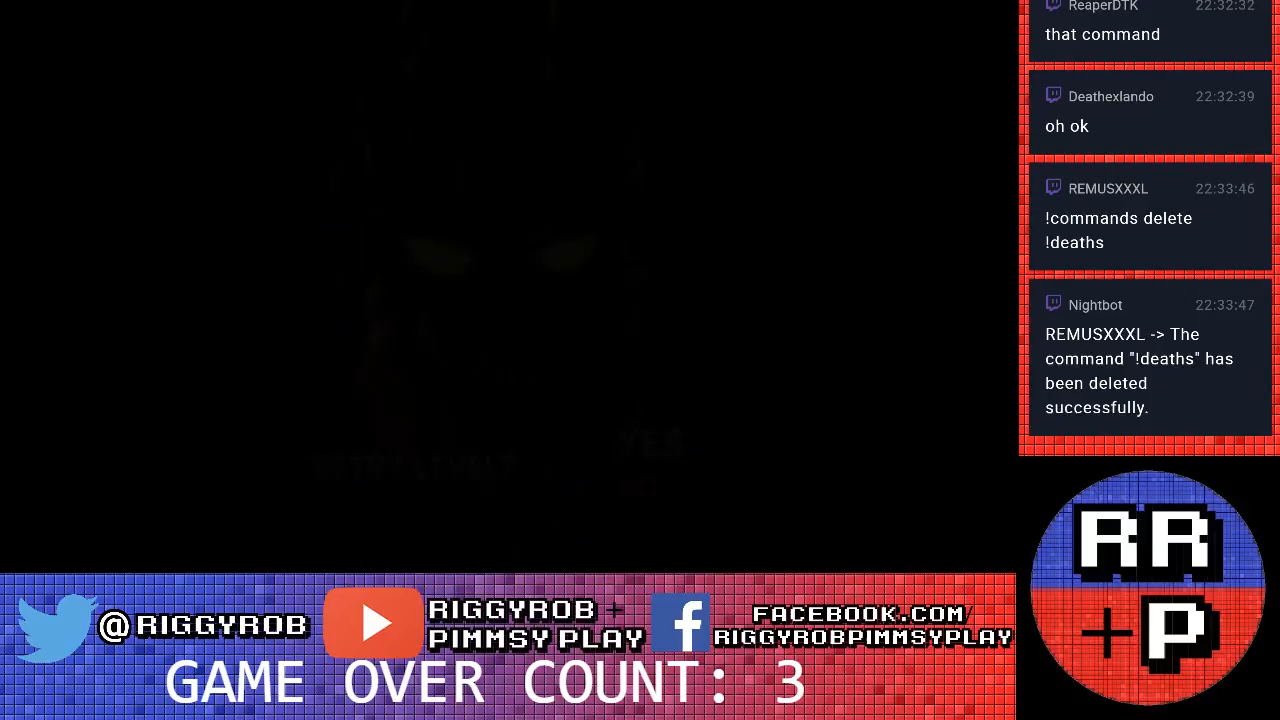 ReaperDTK 22:32:32
that command
Deathexlando 22:32:39
oh ok
REMUSXXXL 22:33:46
!commands delete
!deaths
Nightbot 22:33:47
REMUSXXXL -> The
command "!deaths" has
been deleted
successfully.
YES
RR
+P
@RIGGYROB
RIGGYROB +
PIMMSY PLAY
FACEBOOK.COM/
RIGGYROBPIMMSYPLAY
GAME OVER COUNT: 3